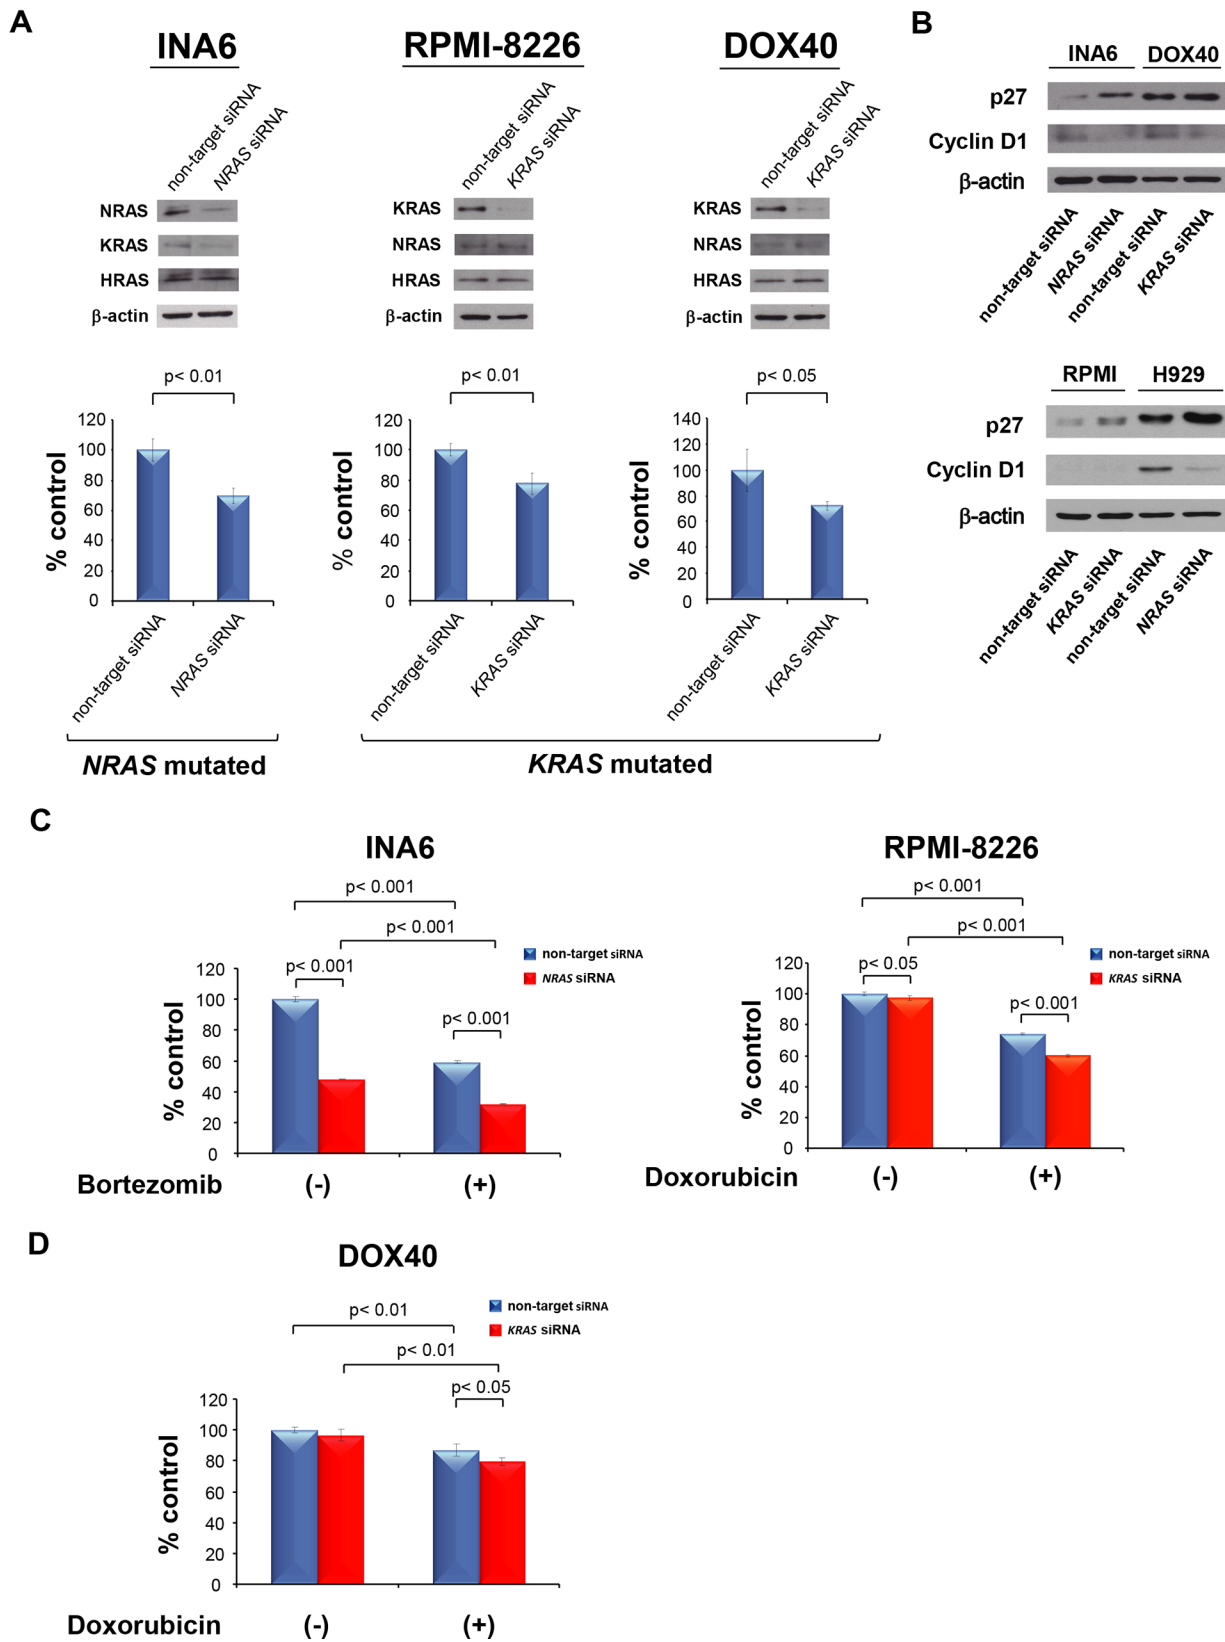 A
INA6
RPMI-8226
DOX40
non-target siRNA
NRAS siRNA
non-target siRNA
KRAS siRNA
non-target siRNA
KRAS siRNA
NRAS
KRAS
HRAS
β-actin
KRAS
NRAS
HRAS
β-actin
KRAS
NRAS
HRAS
β-actin
p< 0.01
% control
120
100
80
60
40
20
0
non-target siRNA
NRAS siRNA
p< 0.01
% control
120
100
80
60
40
20
0
non-target siRNA
KRAS siRNA
p< 0.05
% control
140
120
100
80
60
40
20
0
non-target siRNA
KRAS siRNA
NRAS mutated
KRAS mutated
B
INA6 DOX40
p27
Cyclin D1
β-actin
non-target siRNA
NRAS siRNA
non-target siRNA
KRAS siRNA
RPMI H929
p27
Cyclin D1
β-actin
non-target siRNA
KRAS siRNA
non-target siRNA
NRAS siRNA
C
INA6
p< 0.001
p< 0.001
non-target siRNA
NRAS siRNA
p< 0.001
p< 0.001
% control
120
100
80
60
40
20
0
Bortezomib (-) (+)
RPMI-8226
p< 0.001
p< 0.001
non-target siRNA
KRAS siRNA
p< 0.05
p< 0.001
% control
120
100
80
60
40
20
0
Doxorubicin (-) (+)
D
DOX40
non-target siRNA
KRAS siRNA
p< 0.01
p< 0.01
p< 0.05
% control
120
100
80
60
40
20
0
Doxorubicin (-) (+)